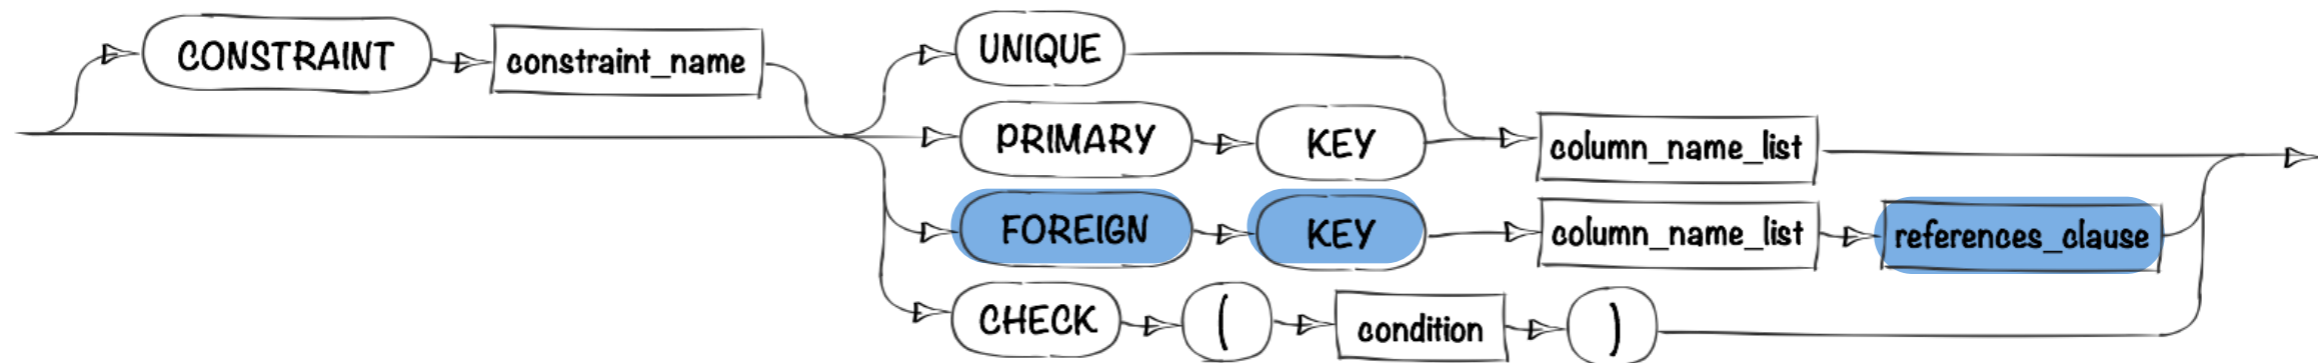 CONSTRAINT constraint_name
UNIQUE
PRIMARY KEY column_name_list
FOREIGN KEY column_name_list references_clause
CHECK ( condition )